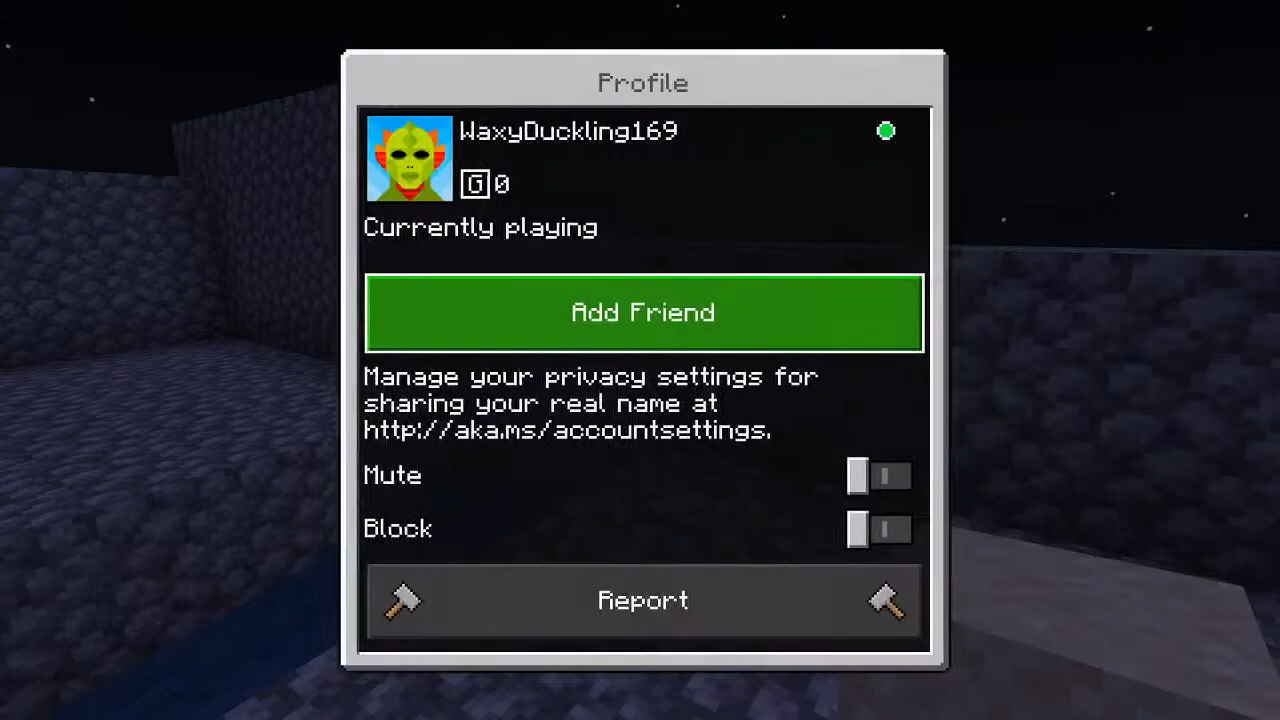 Profile
WaxyDuckling169
G 0
Currently playing
Add Friend
Manage your privacy settings for
sharing your real name at
http://aka.ms/accountsettings.
Mute
Block
Report